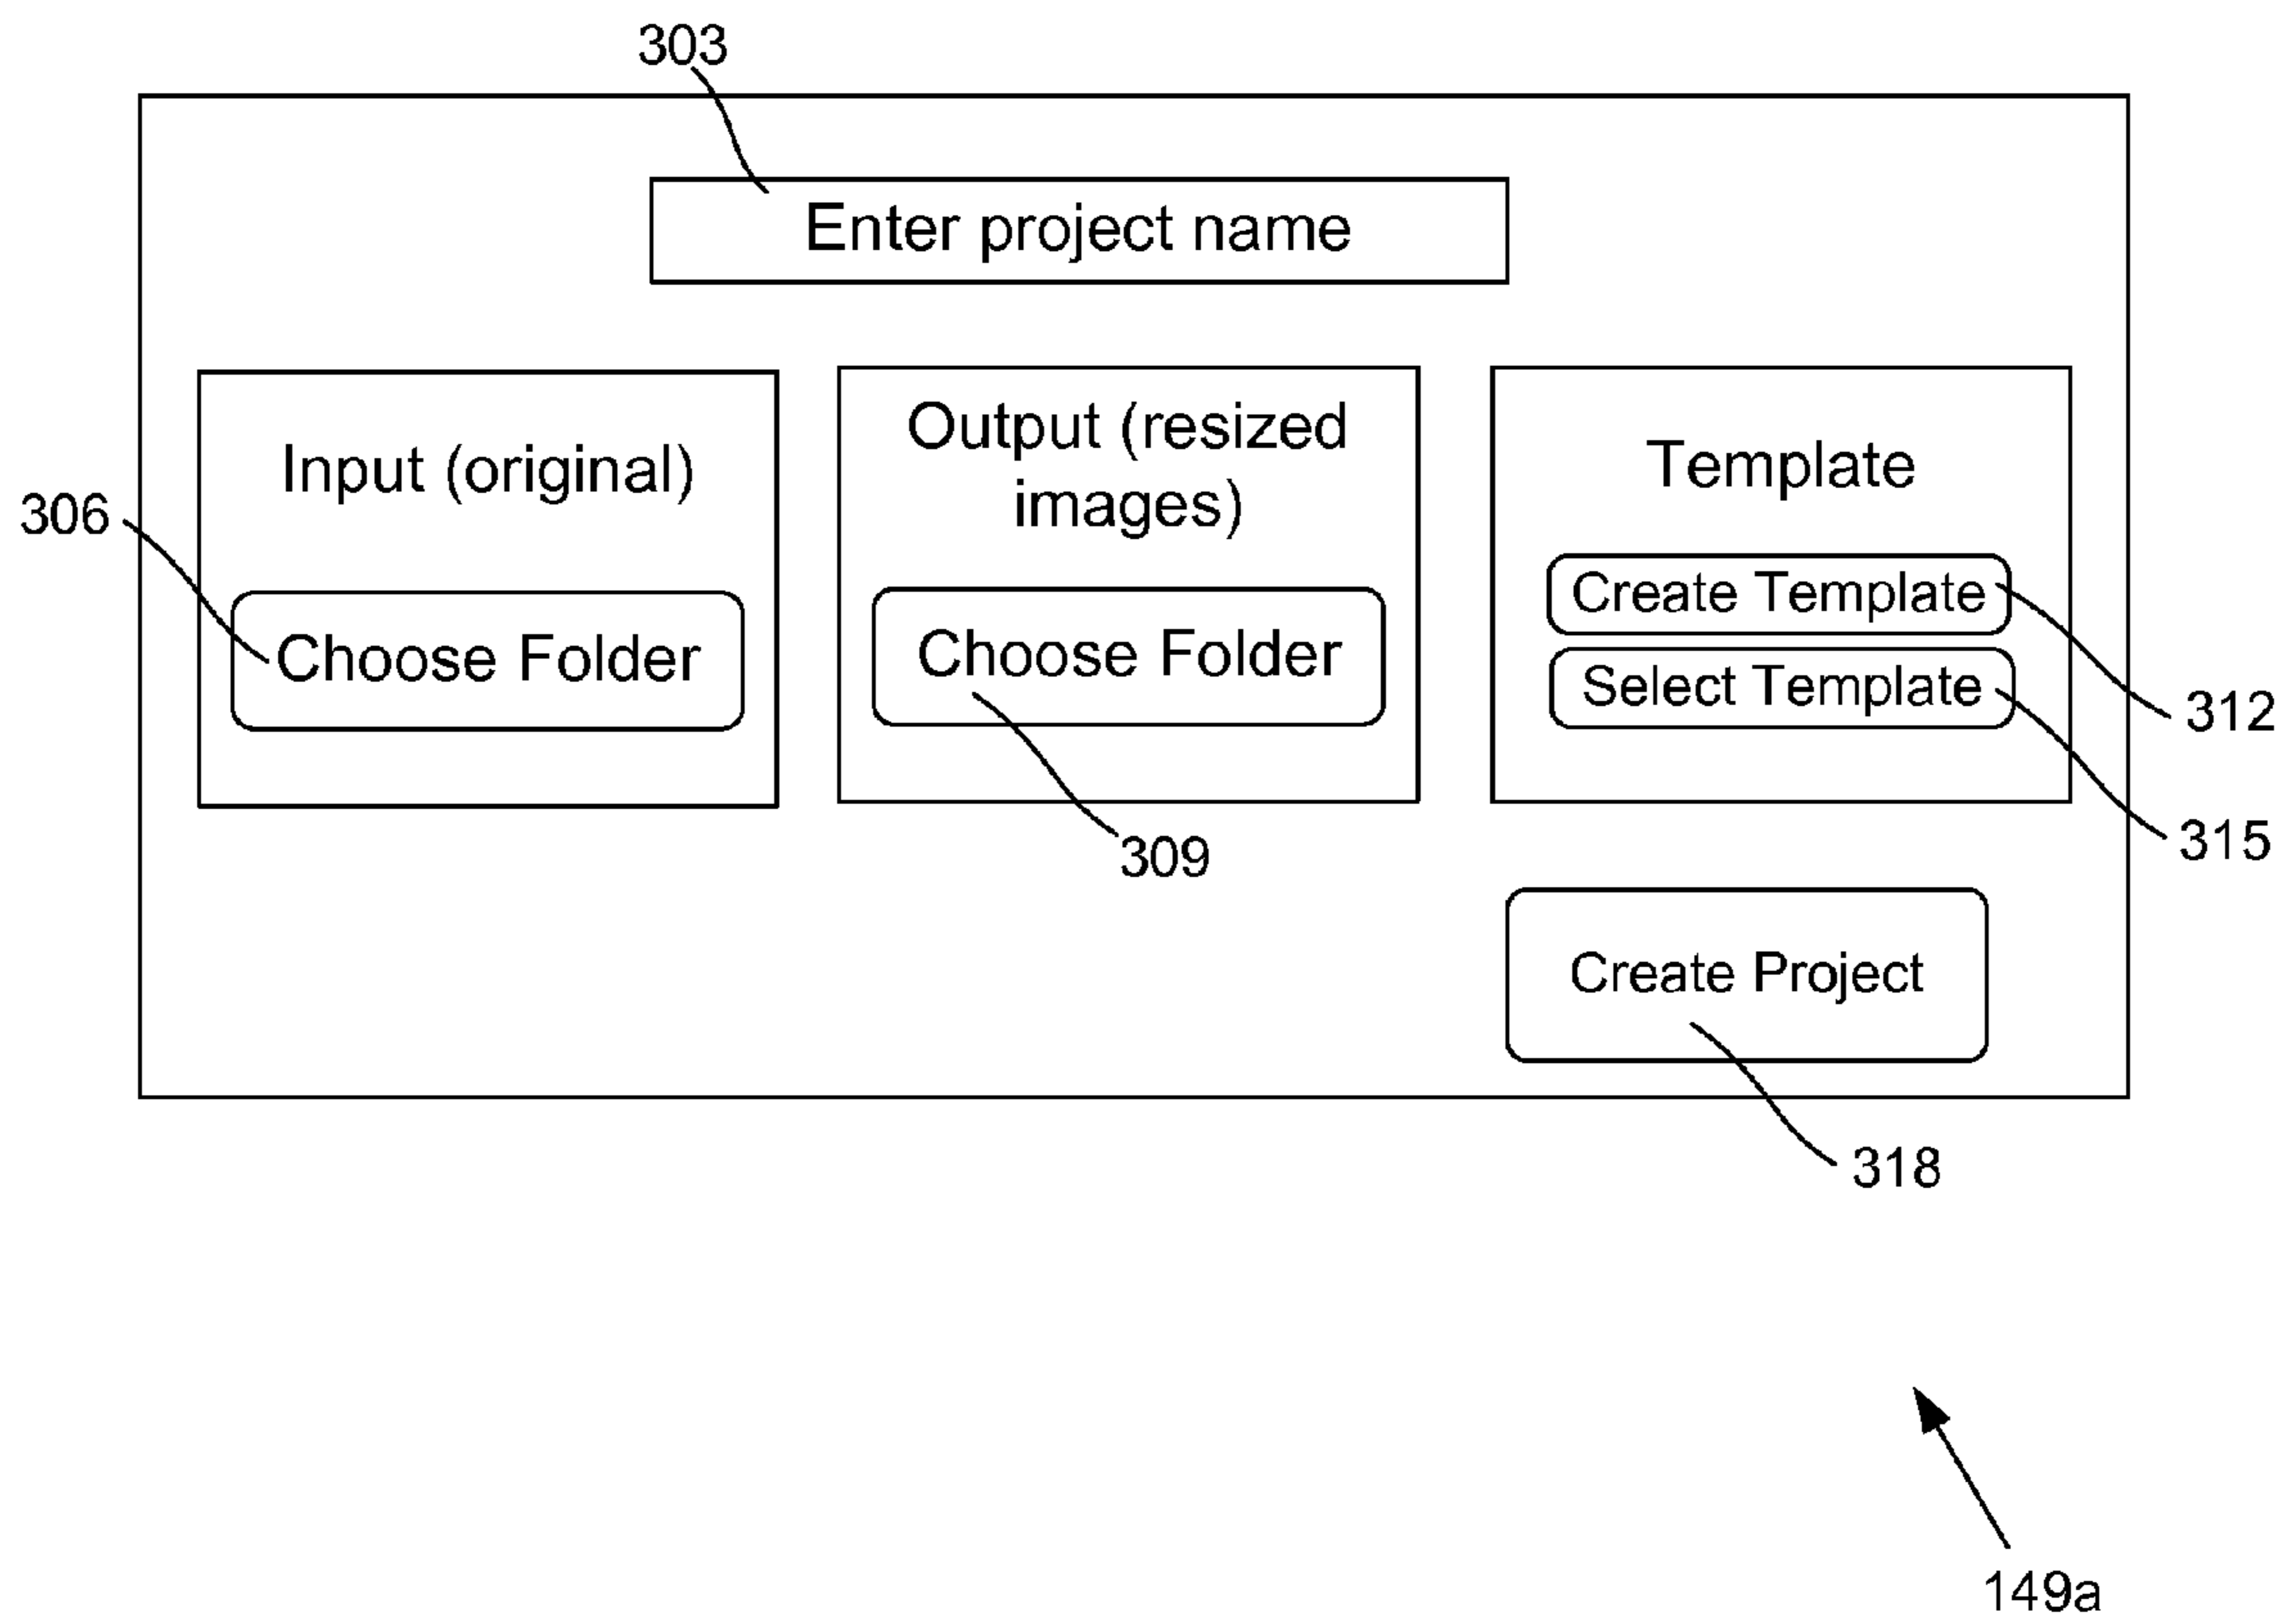 303
Enter project name
Input (original)
306
Choose Folder
Output (resized
images)
Choose Folder
309
Template
Create Template
Select Template
312
315
Create Project
318
149a